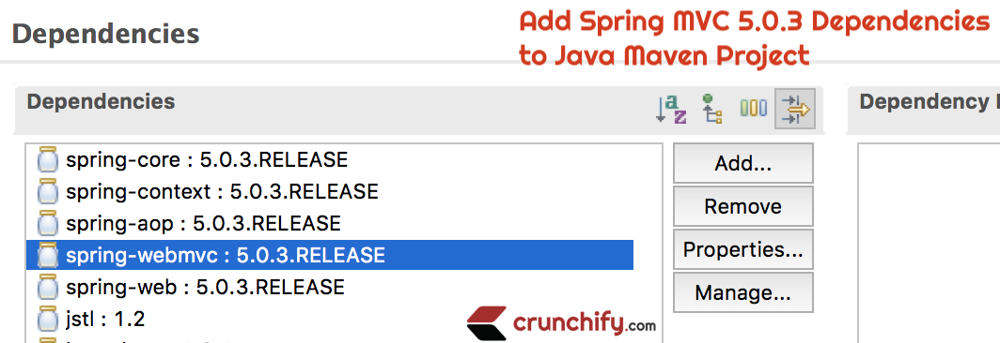 Dependencies
Add Spring MVC 5.0.3 Dependencies
to Java Maven Project
Dependencies
Dependency
spring-core : 5.0.3.RELEASE
spring-context : 5.0.3.RELEASE
spring-aop : 5.0.3.RELEASE
spring-webmvc : 5.0.3.RELEASE
spring-web : 5.0.3.RELEASE
jstl : 1.2
Add...
Remove
Properties...
Manage...
crunchify.com